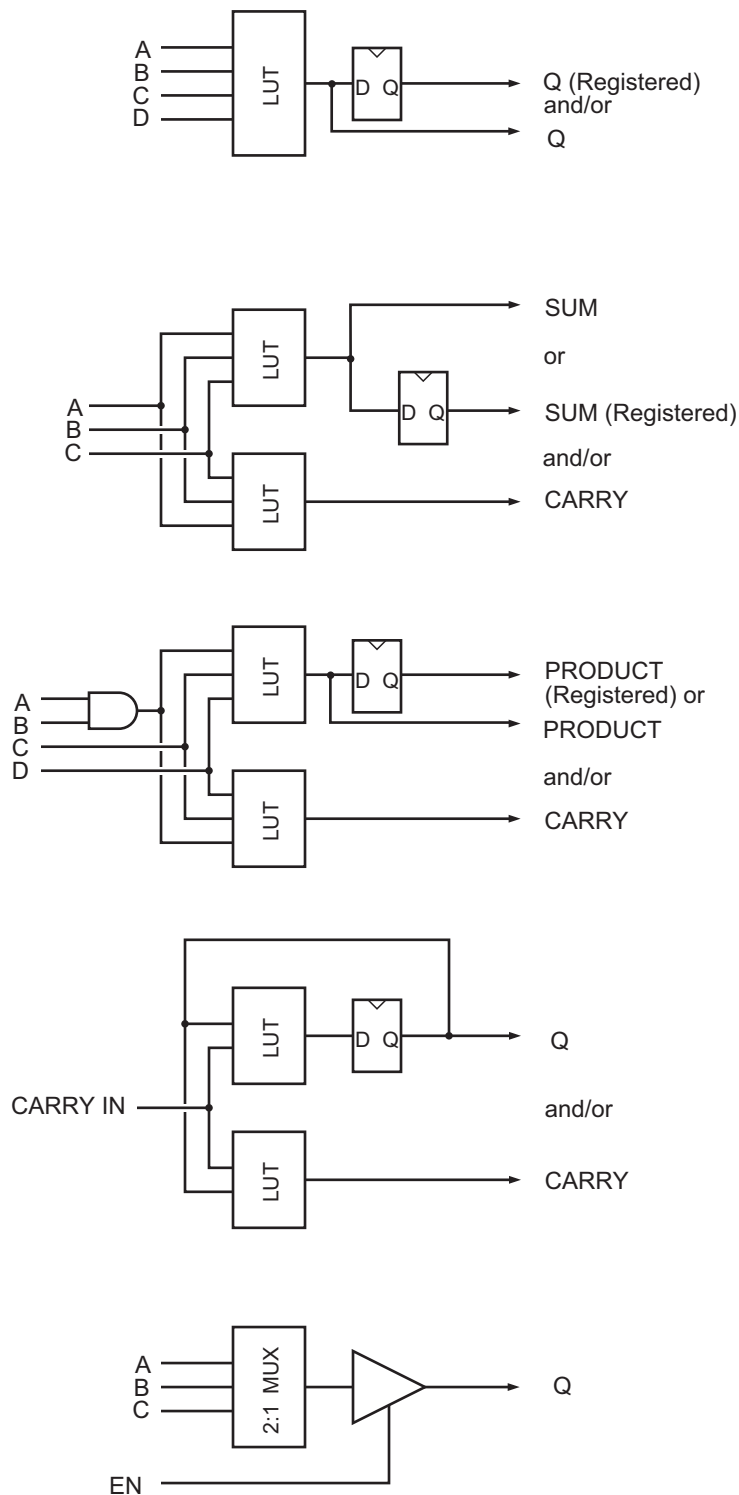 A
B
C
D
LUT
D Q
Q (Registered)
and/or
Q
A
B
C
LUT
LUT
D Q
SUM
or
SUM (Registered)
and/or
CARRY
A
B
C
D
LUT
LUT
D Q
PRODUCT
(Registered) or
PRODUCT
and/or
CARRY
CARRY IN
LUT
LUT
D Q
Q
and/or
CARRY
A
B
C
2:1 MUX
EN
Q